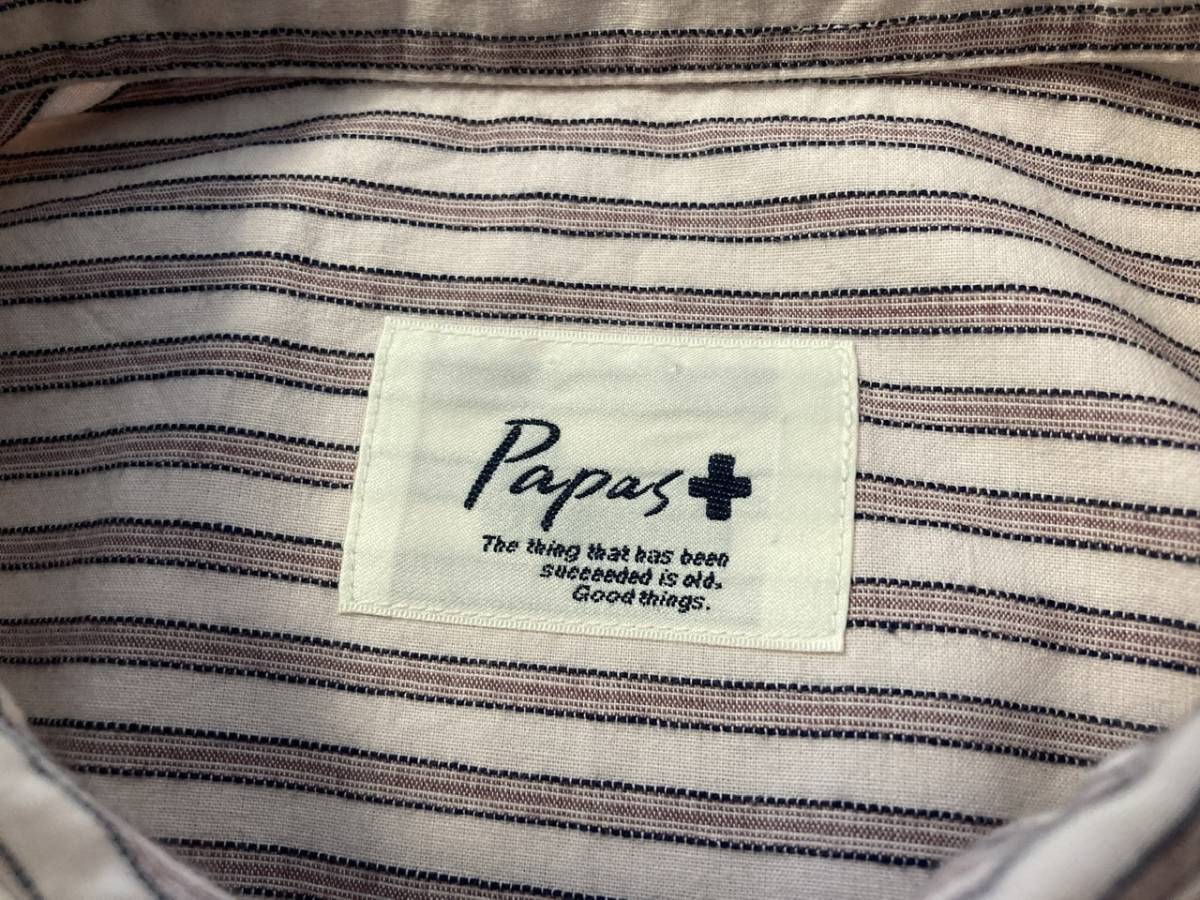 Papas+
The thing that has been
succeeded is old.
Good things.